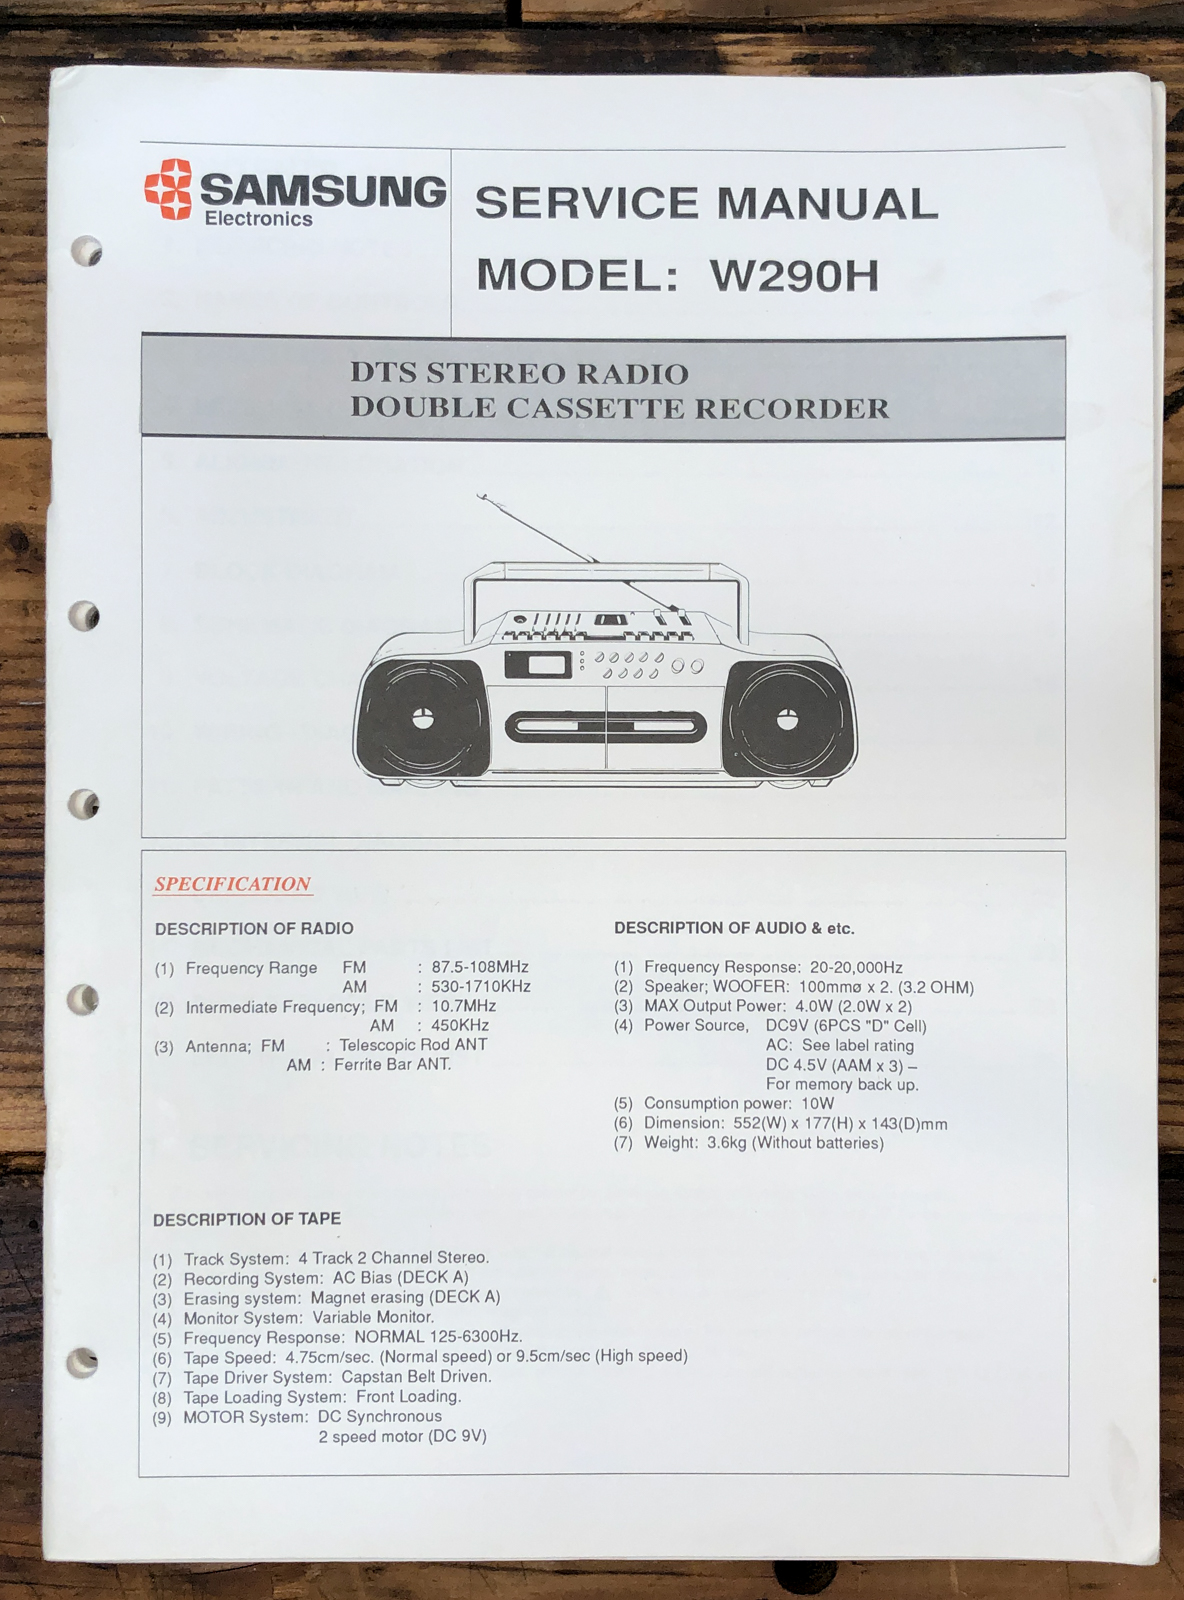 SAMSUNG
Electronics
SERVICE MANUAL
MODEL: W290H
DTS STEREO RADIO
DOUBLE CASSETTE RECORDER
SPECIFICATION
DESCRIPTION OF RADIO
(1) Frequency Range FM : 87.5-108MHz
AM : 530-1710KHz
(2) Intermediate Frequency; FM : 10.7MHz
AM : 450KHz
(3) Antenna; FM : Telescopic Rod ANT
AM : Ferrite Bar ANT.
DESCRIPTION OF AUDIO & etc.
(1) Frequency Response: 20-20,000Hz
(2) Speaker; WOOFER: 100mmø x 2. (3.2 OHM)
(3) MAX Output Power: 4.0W (2.0W x 2)
(4) Power Source, DC9V (6PCS "D" Cell)
AC: See label rating
DC 4.5V (AAM x 3) –
For memory back up.
(5) Consumption power: 10W
(6) Dimension: 552(W) x 177(H) x 143(D)mm
(7) Weight: 3.6kg (Without batteries)
DESCRIPTION OF TAPE
(1) Track System: 4 Track 2 Channel Stereo.
(2) Recording System: AC Bias (DECK A)
(3) Erasing system: Magnet erasing (DECK A)
(4) Monitor System: Variable Monitor.
(5) Frequency Response: NORMAL 125-6300Hz.
(6) Tape Speed: 4.75cm/sec. (Normal speed) or 9.5cm/sec (High speed)
(7) Tape Driver System: Capstan Belt Driven.
(8) Tape Loading System: Front Loading.
(9) MOTOR System: DC Synchronous
2 speed motor (DC 9V)